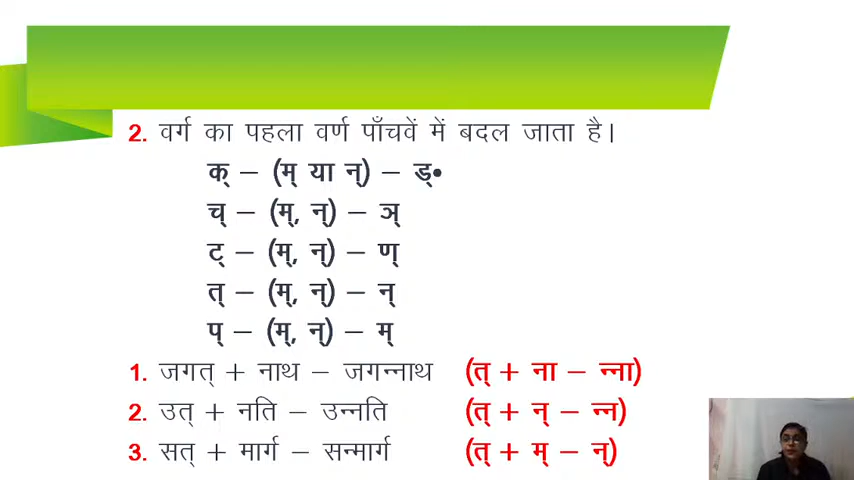 2. वर्ग का पहला वर्ण पाँचवें में बदल जाता है।
क् – (म् या न्) – ड्•
च् – (म्, न्) – ञ्
ट् – (म्, न्) – ण्
त् – (म्, न्) – न्
प् – (म्, न्) – म्
1. जगत् + नाथ – जगन्नाथ (त् + ना – न्ना)
2. उत् + नति – उन्नति (त् + न् – न्न)
3. सत् + मार्ग – सन्मार्ग (त् + म् – न्)